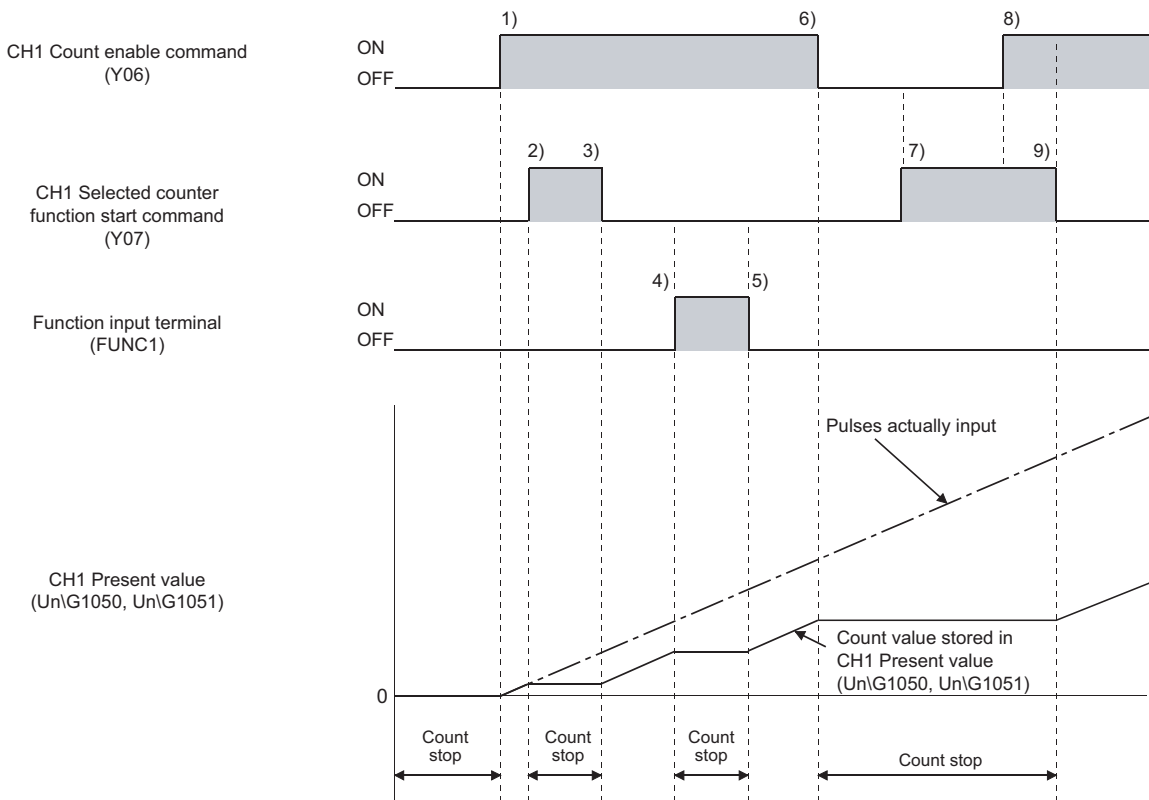 1)
6)
8)
CH1 Count enable command
(Y06)
ON
OFF
2)
3)
7)
9)
CH1 Selected counter
function start command
(Y07)
ON
OFF
4)
5)
Function input terminal
(FUNC1)
ON
OFF
Pulses actually input
CH1 Present value
(Un\G1050, Un\G1051)
Count value stored in
CH1 Present value
(Un\G1050, Un\G1051)
0
Count
stop
Count
stop
Count
stop
Count stop